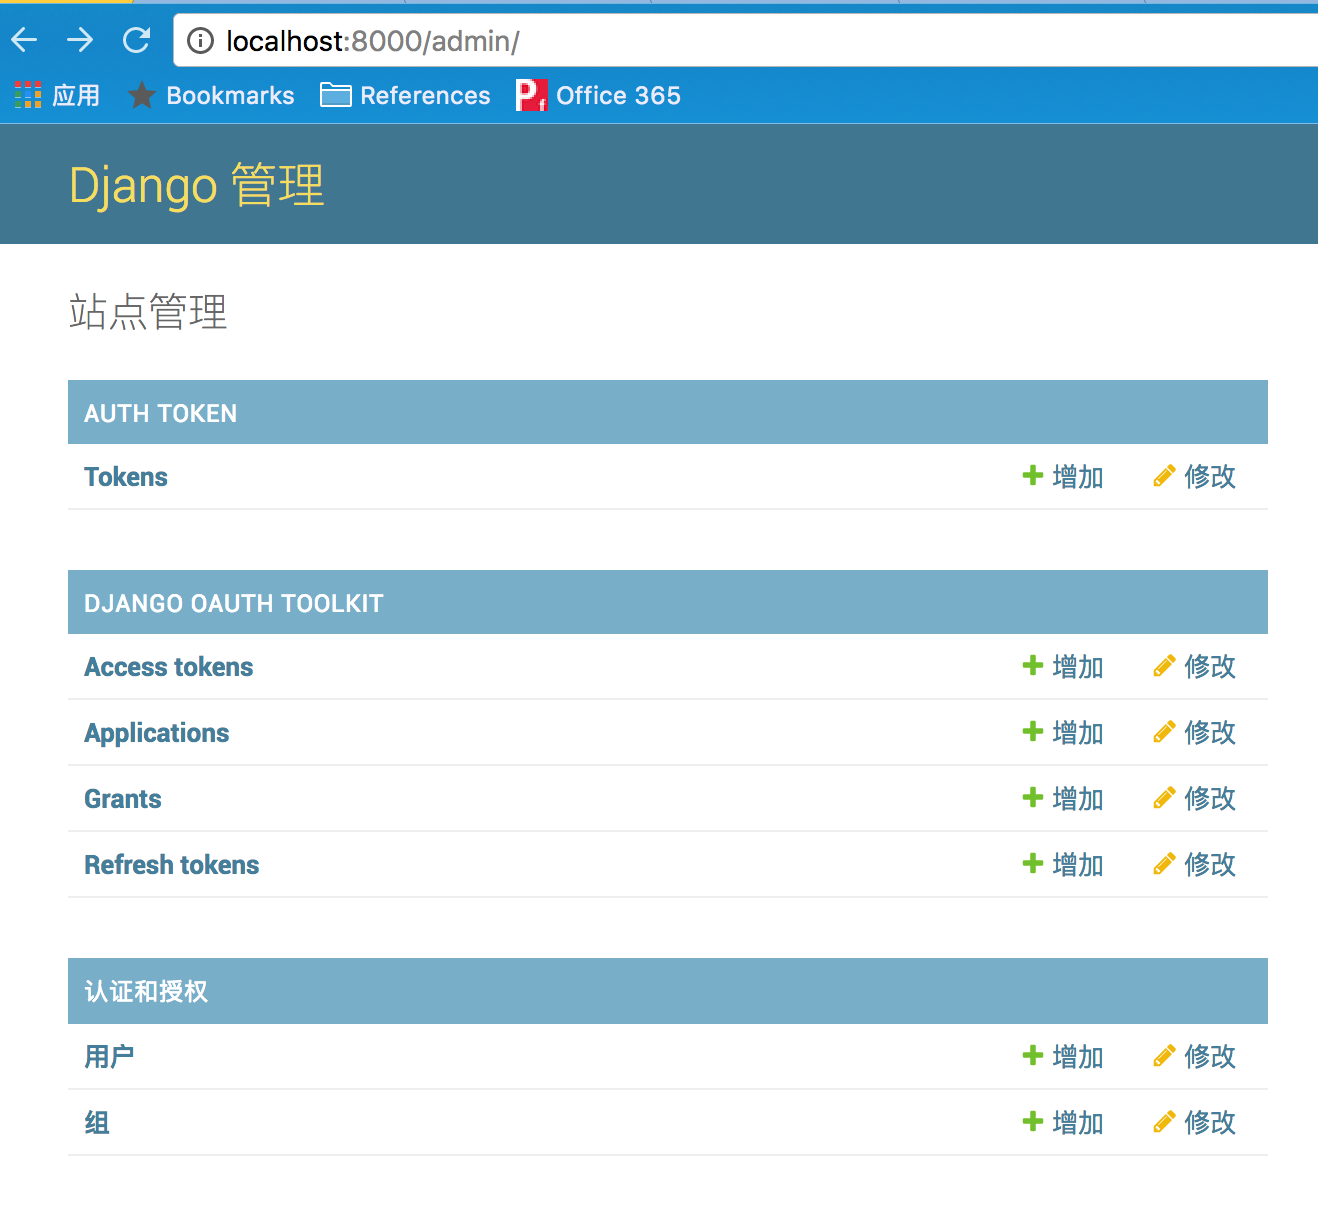 localhost:8000/admin/
应用 Bookmarks References Office 365
Django 管理
站点管理
AUTH TOKEN
Tokens 增加 修改
DJANGO OAUTH TOOLKIT
Access tokens 增加 修改
Applications 增加 修改
Grants 增加 修改
Refresh tokens 增加 修改
认证和授权
用户 增加 修改
组 增加 修改